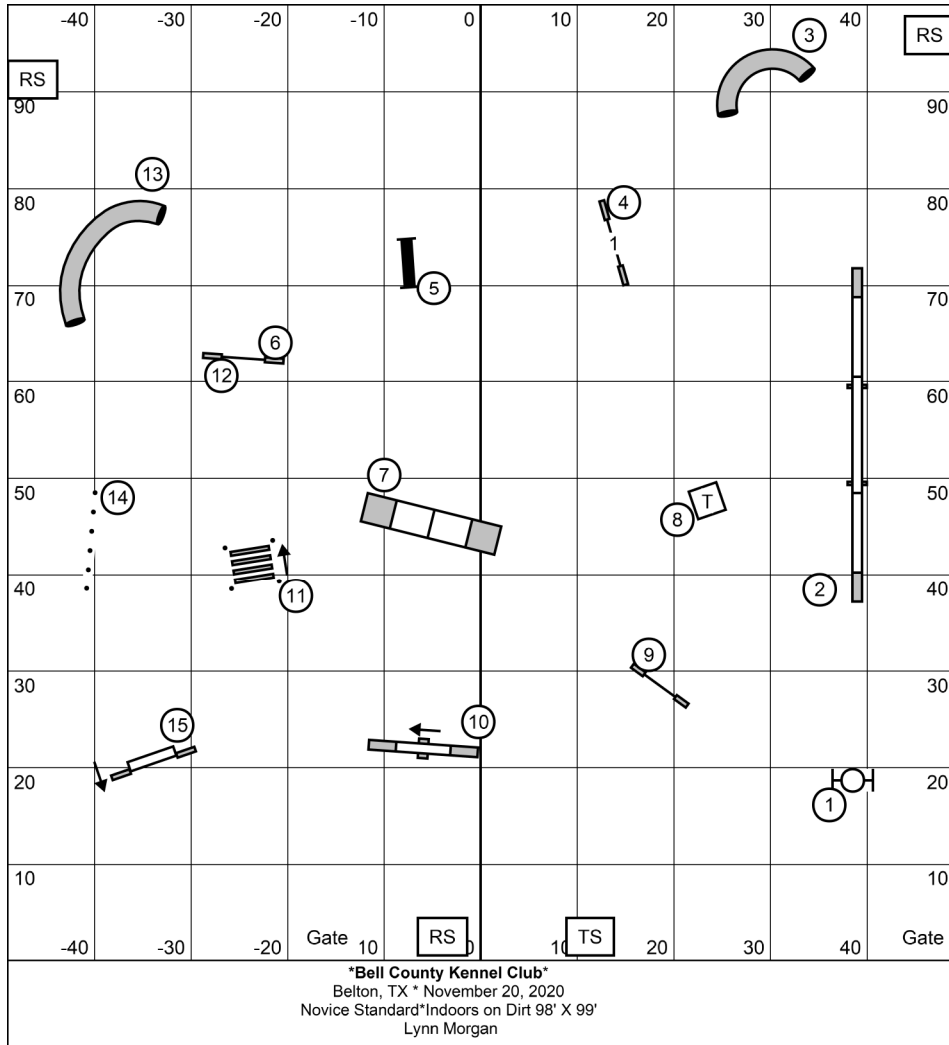 -40 -30 -20 -10 0 10 20 30 40
RS
3
RS
90 90
13
80 4 80
1
5
70 70
6
12
60 60
7
50 14 T 50
8
40 11 2 40
9
30 30
15 10
20 20
1
10 10
-40 -30 -20 Gate 10 RS 0 10 TS 20 30 40 Gate
*Bell County Kennel Club*
Belton, TX * November 20, 2020
Novice Standard*Indoors on Dirt 98' X 99'
Lynn Morgan